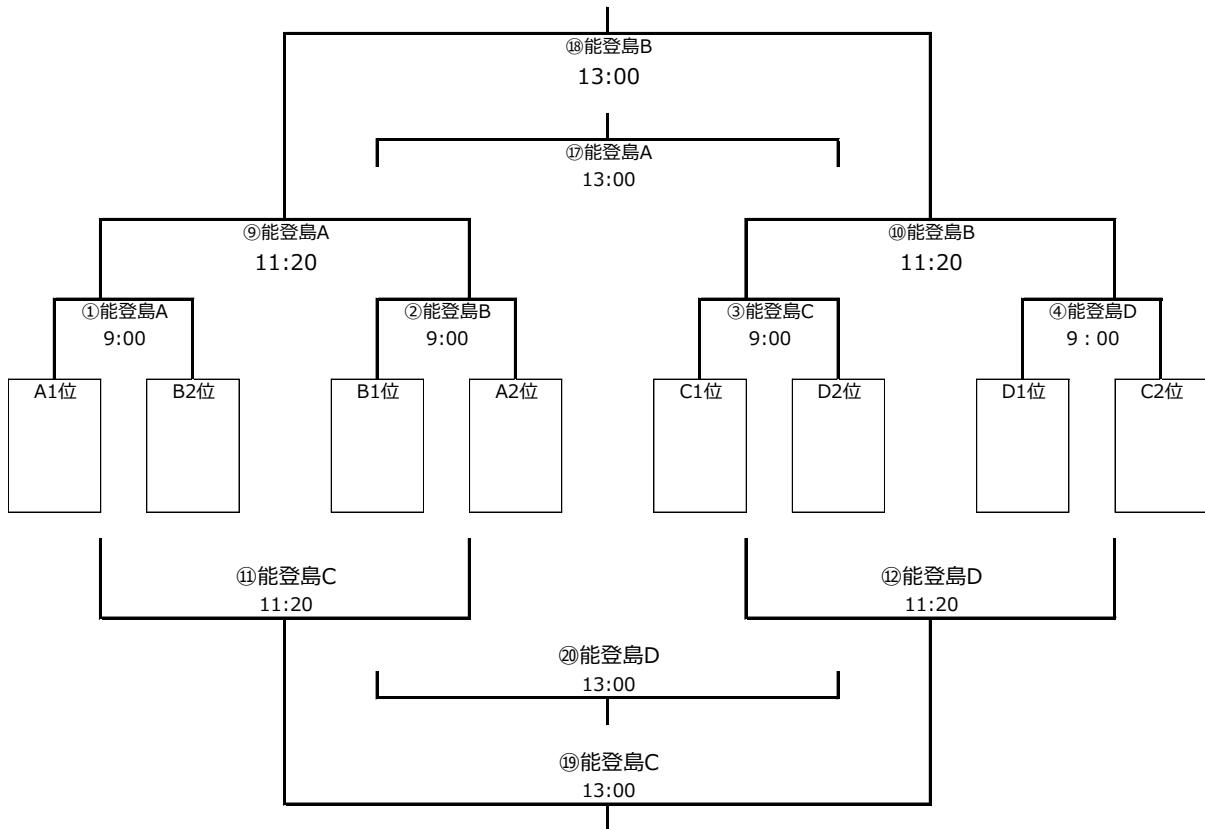 ⑱能登島B
13:00
⑰能登島A
13:00
⑨能登島A
11:20
⑩能登島B
11:20
①能登島A
9:00
②能登島B
9:00
③能登島C
9:00
④能登島D
9：00
A1位
B2位
B1位
A2位
C1位
D2位
D1位
C2位
⑪能登島C
11:20
⑫能登島D
11:20
⑳能登島D
13:00
⑲能登島C
13:00